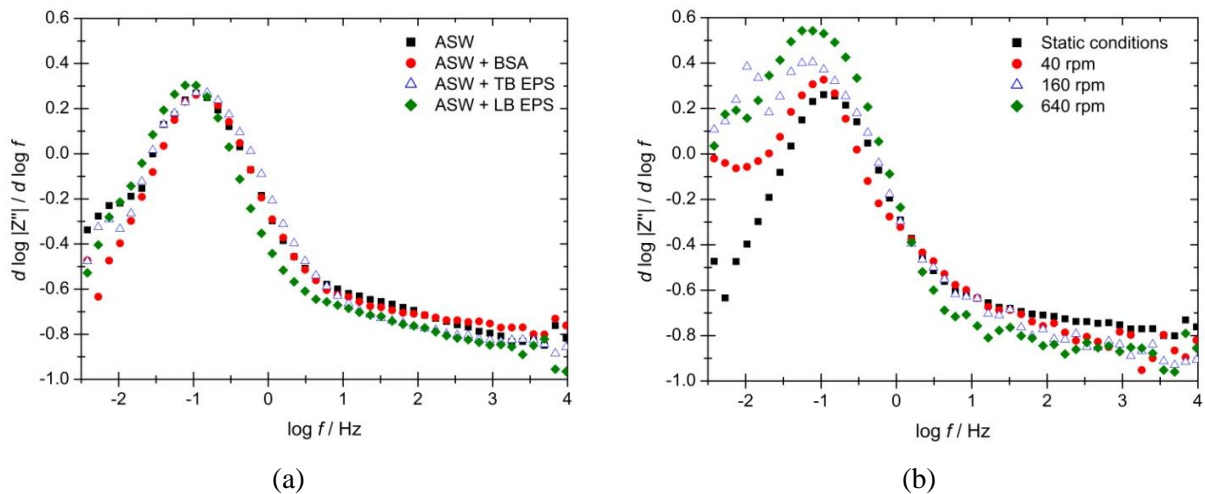 0.6
0.4
0.2
0.0
-0.2
-0.4
-0.6
-0.8
-1.0
d log |Z"| / d log f
ASW
ASW + BSA
ASW + TB EPS
ASW + LB EPS
-2 -1 0 1 2 3 4
log f / Hz
(a)
0.6
0.4
0.2
0.0
-0.2
-0.4
-0.6
-0.8
-1.0
d log |Z"| / d log f
Static conditions
40 rpm
160 rpm
640 rpm
-2 -1 0 1 2 3 4
log f / Hz
(b)